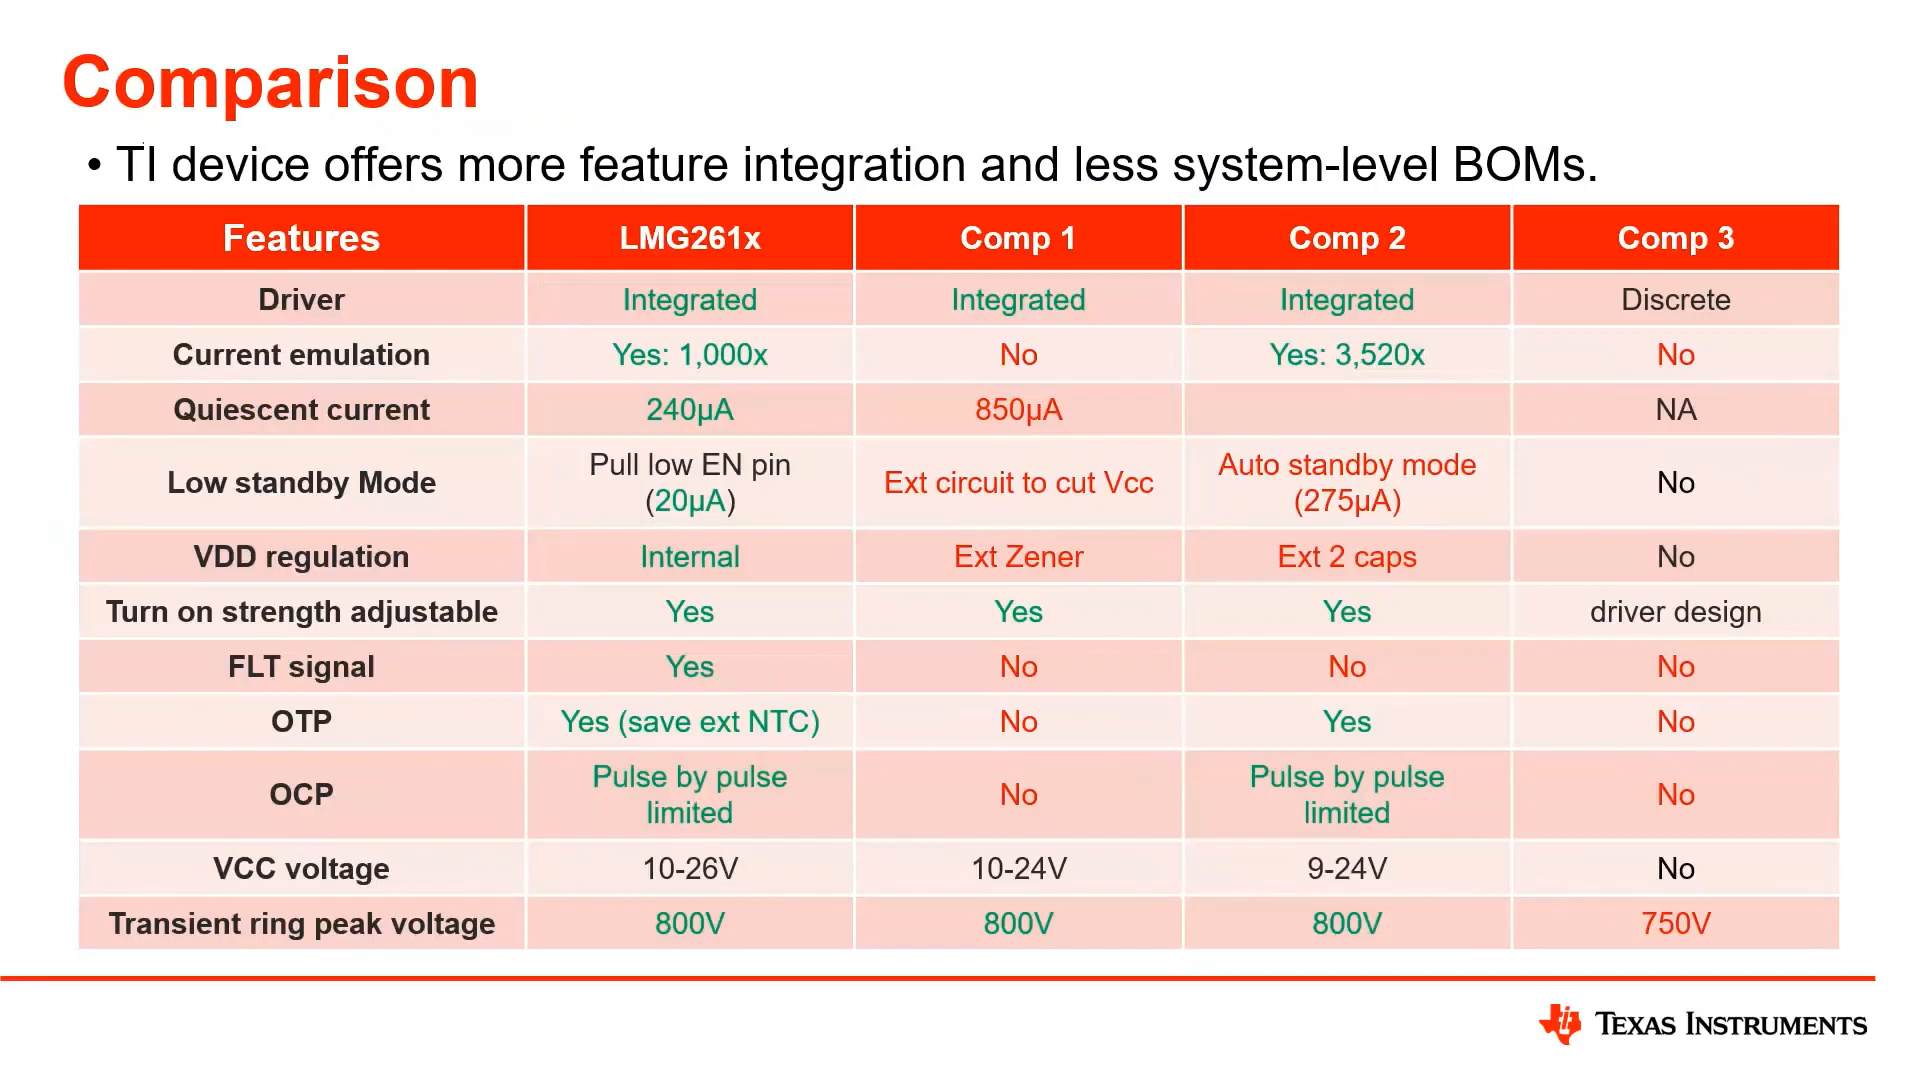 Comparison
• TI device offers more feature integration and less system-level BOMs.
Features LMG261x Comp 1 Comp 2 Comp 3
Driver Integrated Integrated Integrated Discrete
Current emulation Yes: 1,000x No Yes: 3,520x No
Quiescent current 240µA 850µA NA
Low standby Mode Pull low EN pin (20µA) Ext circuit to cut Vcc Auto standby mode (275µA) No
VDD regulation Internal Ext Zener Ext 2 caps No
Turn on strength adjustable Yes Yes Yes driver design
FLT signal Yes No No No
OTP Yes (save ext NTC) No Yes No
OCP Pulse by pulse limited No Pulse by pulse limited No
VCC voltage 10-26V 10-24V 9-24V No
Transient ring peak voltage 800V 800V 800V 750V
TEXAS INSTRUMENTS